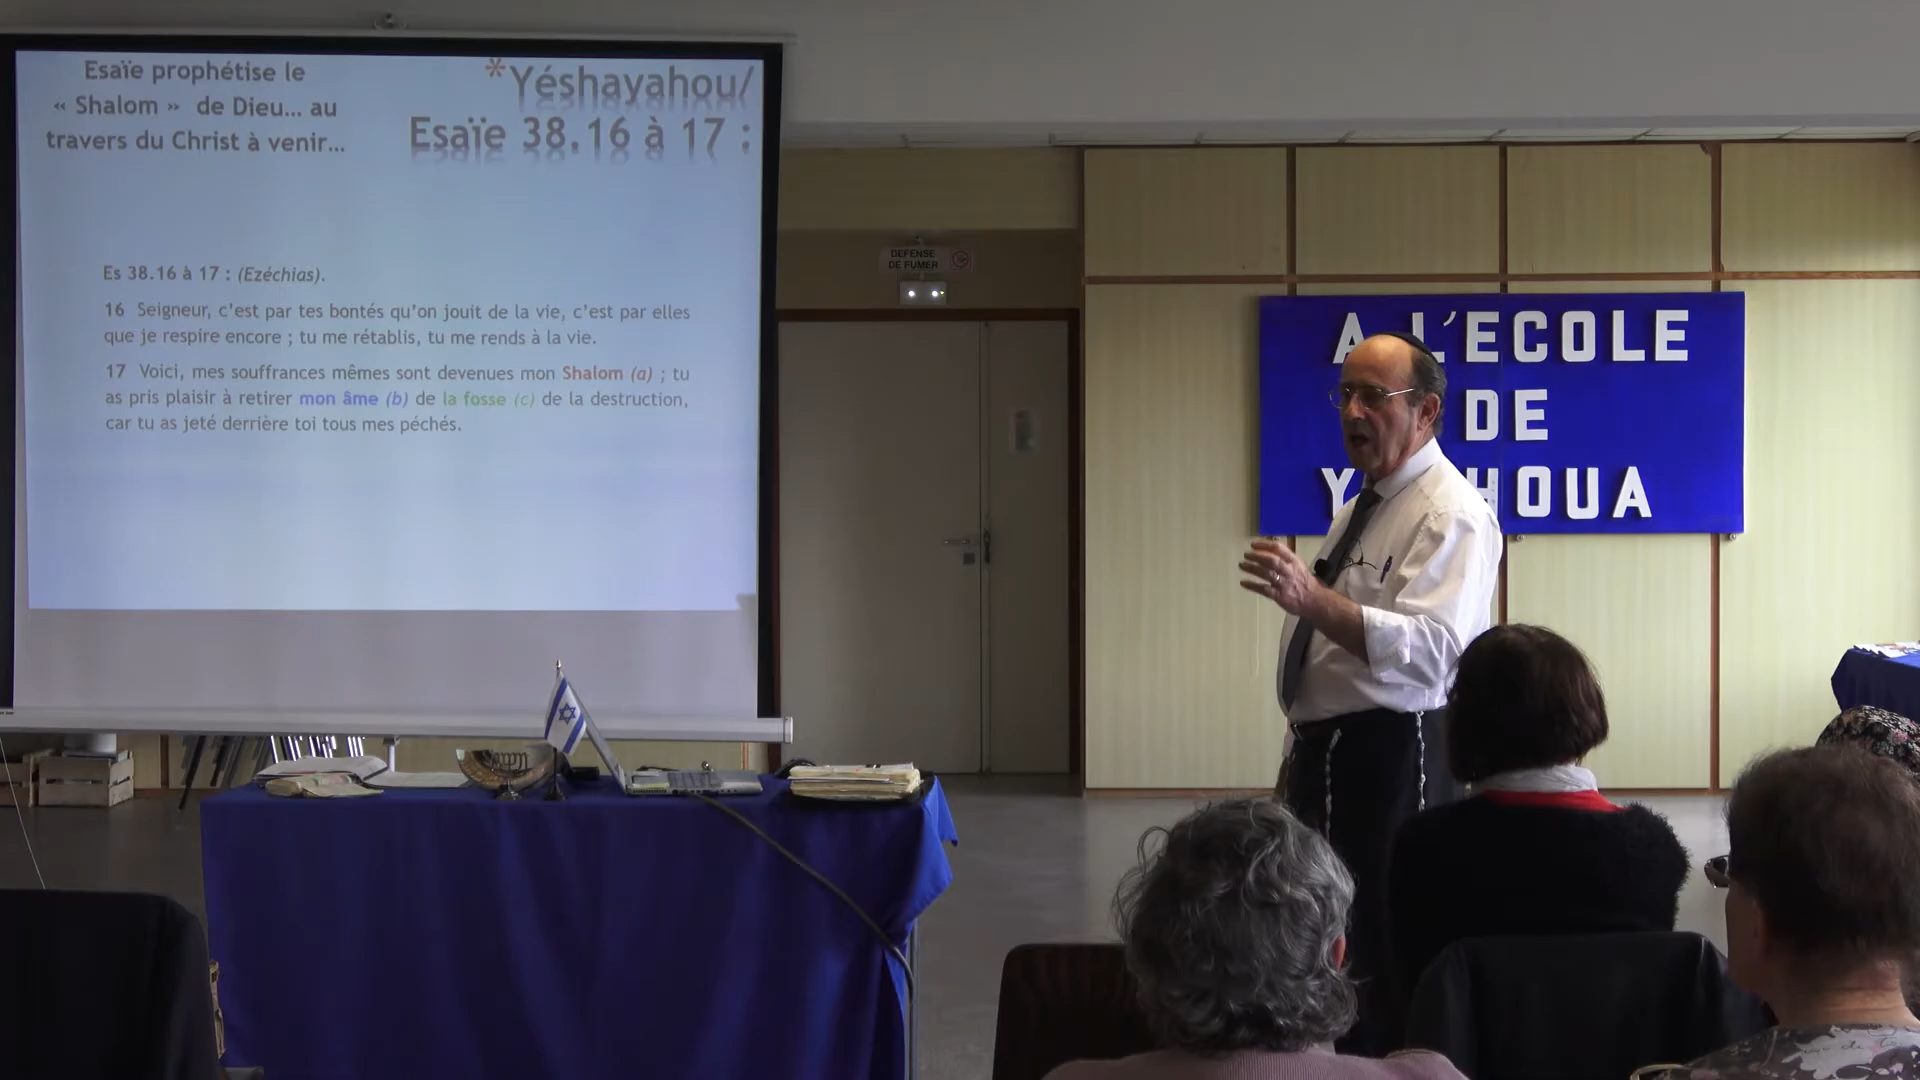 Esaïe prophétise le
« Shalom » de Dieu... au
travers du Christ à venir...
*Yéshayahou/
Esaïe 38.16 à 17 :
Es 38.16 à 17 : (Ezéchias).
16 Seigneur, c'est par tes bontés qu'on jouit de la vie, c'est par elles
que je respire encore ; tu me rétablis, tu me rends à la vie.
17 Voici, mes souffrances mêmes sont devenues mon Shalom (a) ; tu
as pris plaisir à retirer mon âme (b) de la fosse (c) de la destruction,
car tu as jeté derrière toi tous mes péchés.
DEFENSE
DE FUMER
A L'ECOLE
DE